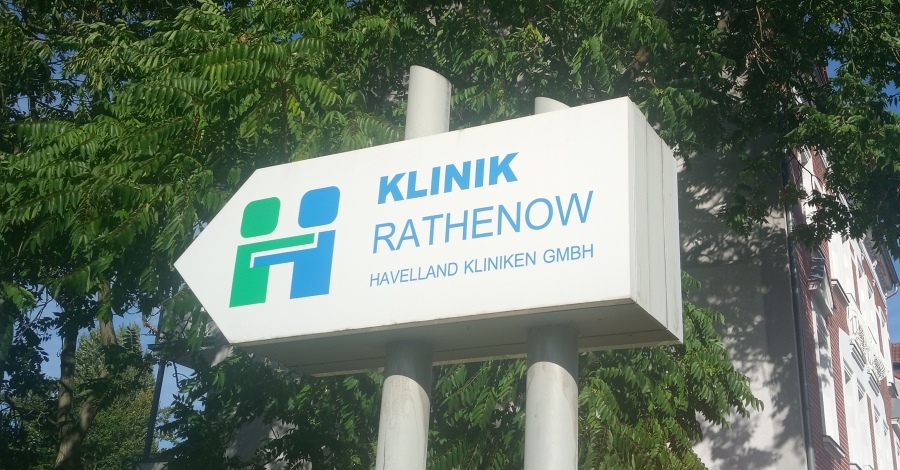 KLINIK
RATHENOW
HAVELLAND KLINIKEN GMBH